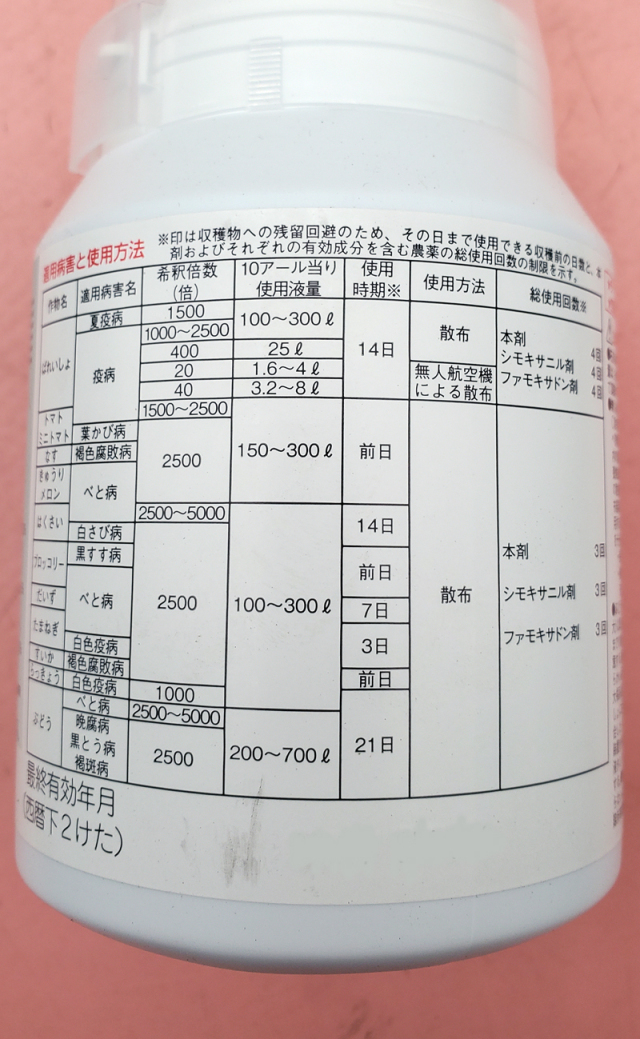 適用病害と使用方法
※印は収穫物への残留回避のため、その日まで使用できる収穫前の日数と、本
剤およびそれぞれの有効成分を含む農薬の総使用回数の制限を示す。
作物名 適用病害名 希釈倍数(倍) 10アール当り使用液量 使用時期※ 使用方法 総使用回数※
ばれいしょ 夏疫病 1500 100〜300ℓ 14日 散布 本剤 4回
1000〜2500 シモキサニル剤 4回
疫病 400 25ℓ ファモキサドン剤 4回
20 1.6〜4ℓ 無人航空機による散布
40 3.2〜8ℓ
トマト 1500〜2500 150〜300ℓ 前日 散布
ミニトマト 葉かび病 2500
なす 褐色腐敗病
きゅうり べと病
メロン
はくさい 2500〜5000 100〜300ℓ 14日
白さび病 2500
ブロッコリー 黒すす病 前日 本剤 3回
べと病 シモキサニル剤 3回
だいず 7日
たまねぎ 3日 ファモキサドン剤 3回
白色疫病
すいか 褐色腐敗病 前日
らっきょう 白色疫病 1000 21日
ぶどう べと病 2500〜5000 200〜700ℓ
晩腐病 2500
黒とう病
褐斑病
最終有効年月
(西暦下2けた)